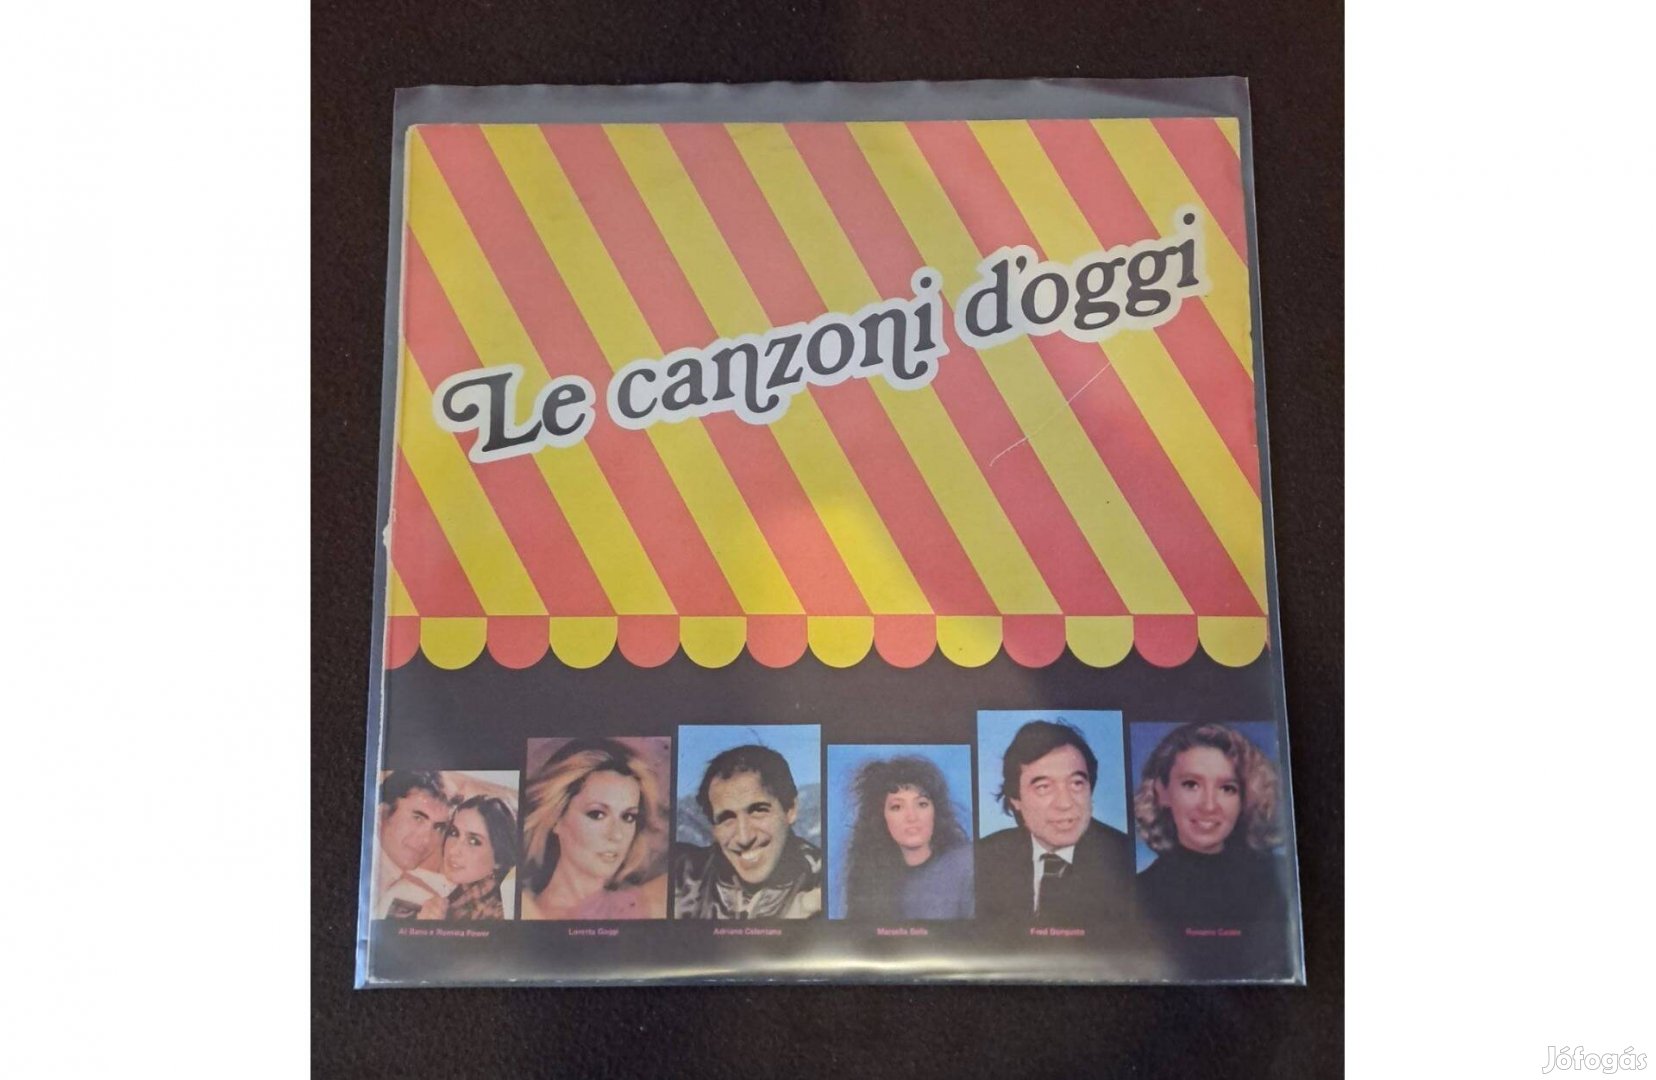 Le canzoni d'oggi
Al Bano e Romina Power
Loretta Goggi
Adriano Celentano
Marcella Bella
Fred Bongusto
Rossana Casale
Jófogás